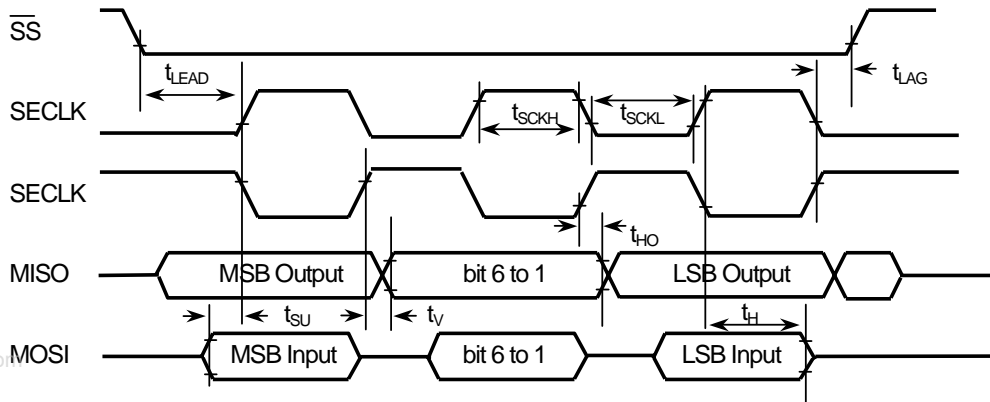 SS
tLEAD
tLAG
SECLK
tSCKH
tSCKL
SECLK
tHO
MISO
MSB Output
bit 6 to 1
LSB Output
tSU
tV
tH
MOSI
MSB Input
bit 6 to 1
LSB Input
om